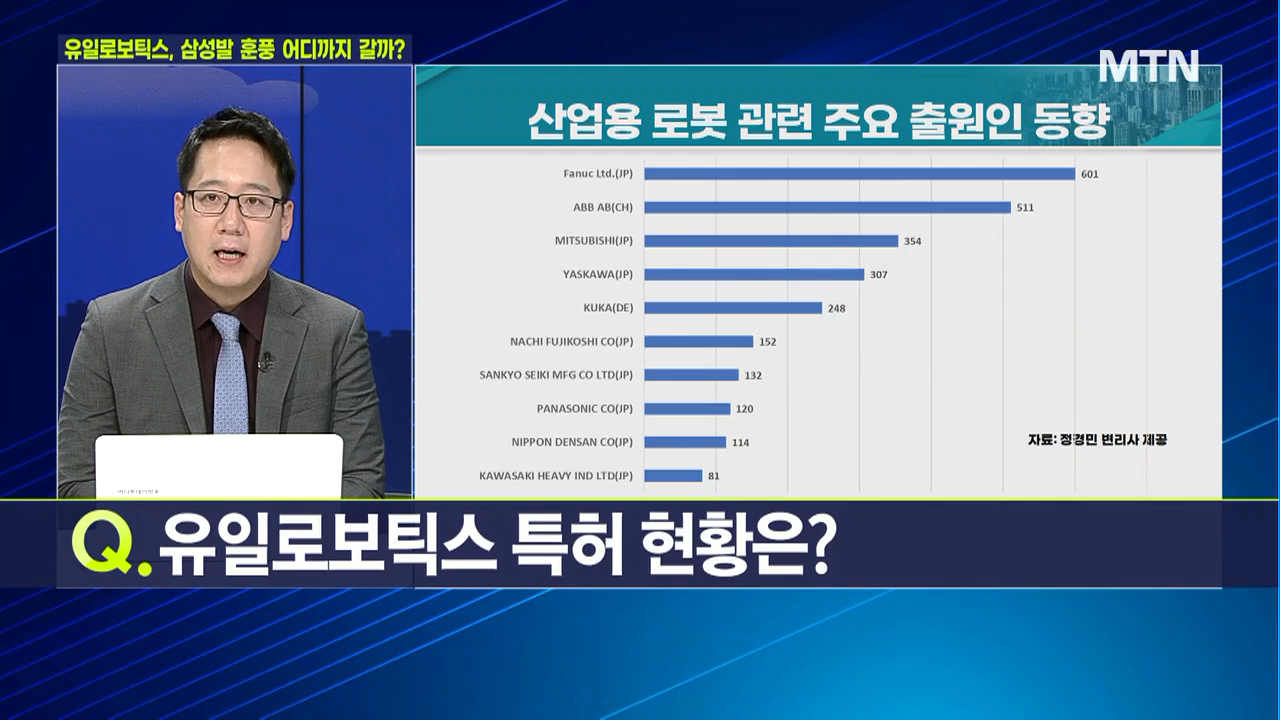 유일로보틱스, 삼성발 훈풍 어디까지 갈까?
MTN
산업용 로봇 관련 주요 출원인 동향
Fanuc Ltd.(JP) 601
ABB AB(CH) 511
MITSUBISHI(JP) 354
YASKAWA(JP) 307
KUKA(DE) 248
NACHI FUJIKOSHI CO(JP) 152
SANKYO SEIKI MFG CO LTD(JP) 132
PANASONIC CO(JP) 120
NIPPON DENSAN CO(JP) 114
KAWASAKI HEAVY IND LTD(JP) 81
자료: 정경민 변리사 제공
Q. 유일로보틱스 특허 현황은?